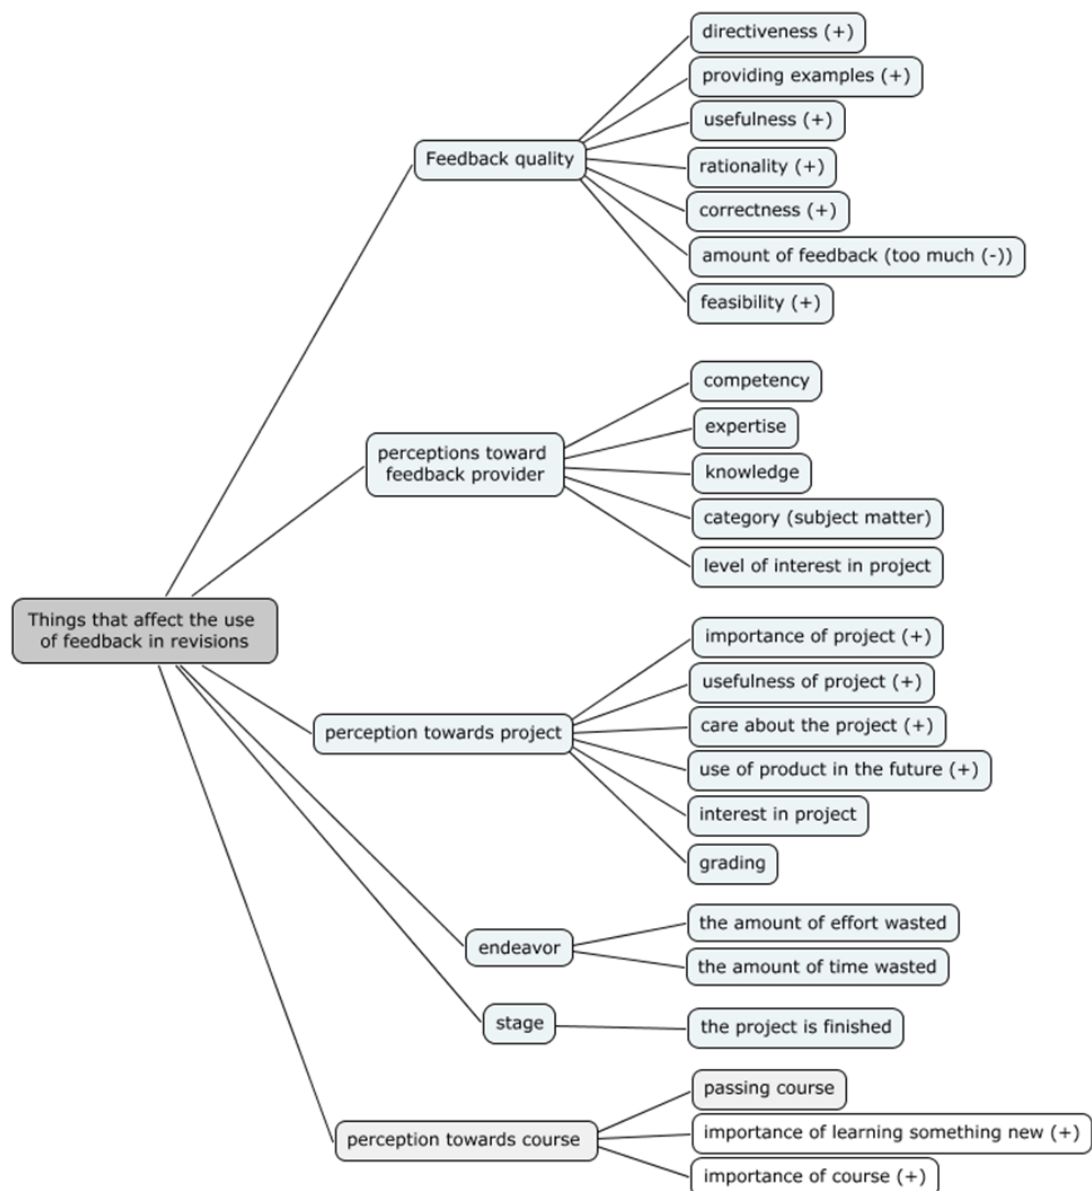 directiveness (+)
providing examples (+)
usefulness (+)
Feedback quality
rationality (+)
correctness (+)
amount of feedback (too much (-))
feasibility (+)
competency
expertise
perceptions toward
feedback provider
knowledge
category (subject matter)
level of interest in project
Things that affect the use
of feedback in revisions
importance of project (+)
usefulness of project (+)
perception towards project
care about the project (+)
use of product in the future (+)
interest in project
grading
the amount of effort wasted
endeavor
the amount of time wasted
stage
the project is finished
passing course
perception towards course
importance of learning something new (+)
importance of course (+)